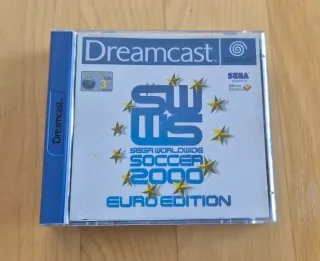 Dreamcast
SEGA
Dreamcast
SWWS
SEGA WORLDWIDE
SOCCER
2000
EURO EDITION